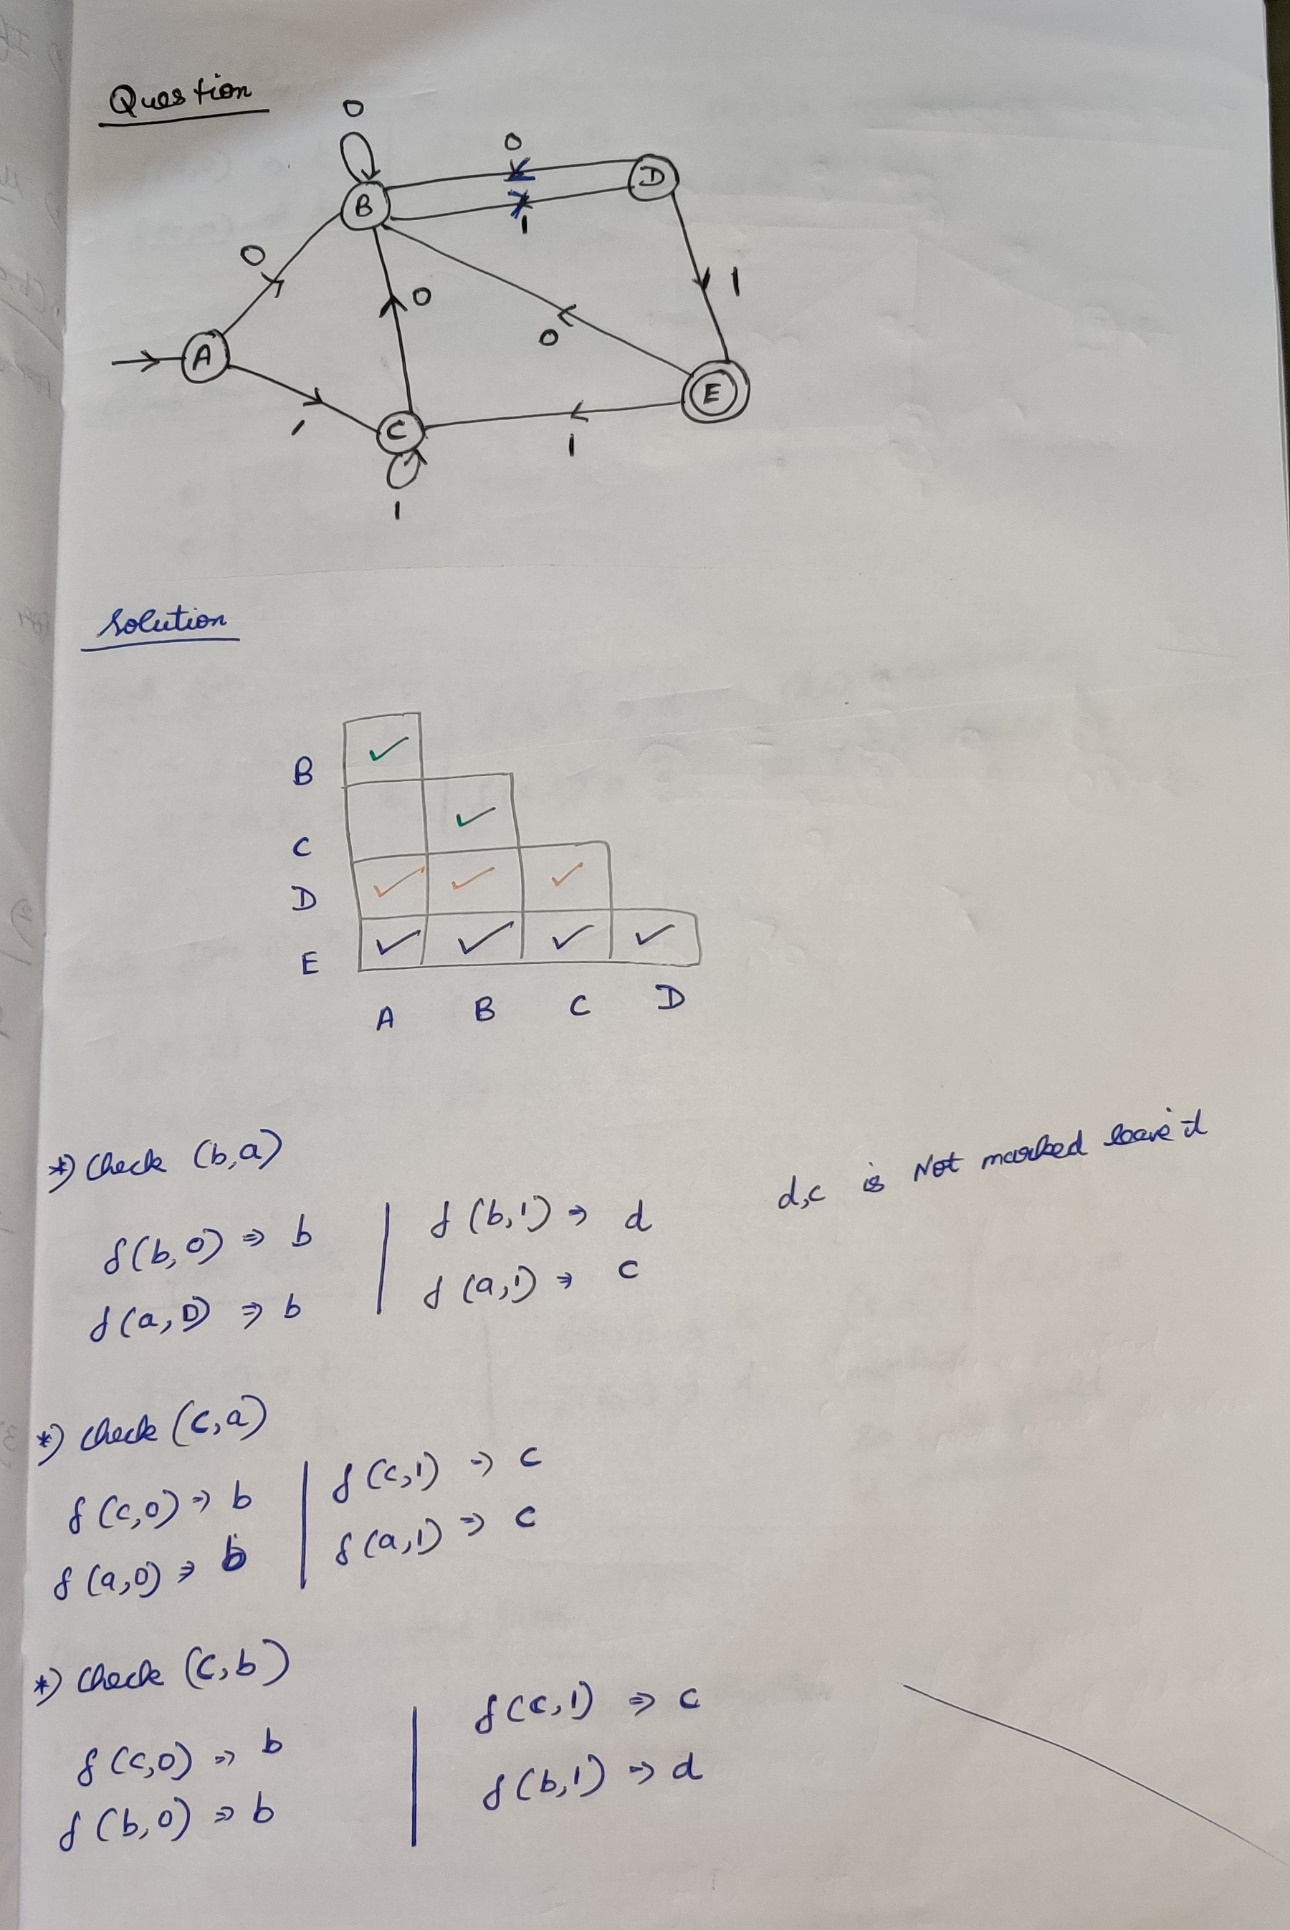 Question
0
0
B
D
1
0
1
0
0
A
E
1
C
1
1
Solution
B
C
D
E
A B C D
*) Check (b,a)
d,c is Not marked leave it
δ(b,0) ⇒ b
δ(b,1) ⇒ d
δ(a,0) ⇒ b
δ(a,1) ⇒ c
*) Check (c,a)
δ(c,0) ⇒ b
δ(c,1) ⇒ c
δ(a,0) ⇒ b
δ(a,1) ⇒ c
*) Check (c,b)
δ(c,0) ⇒ b
δ(c,1) ⇒ c
δ(b,0) ⇒ b
δ(b,1) ⇒ d